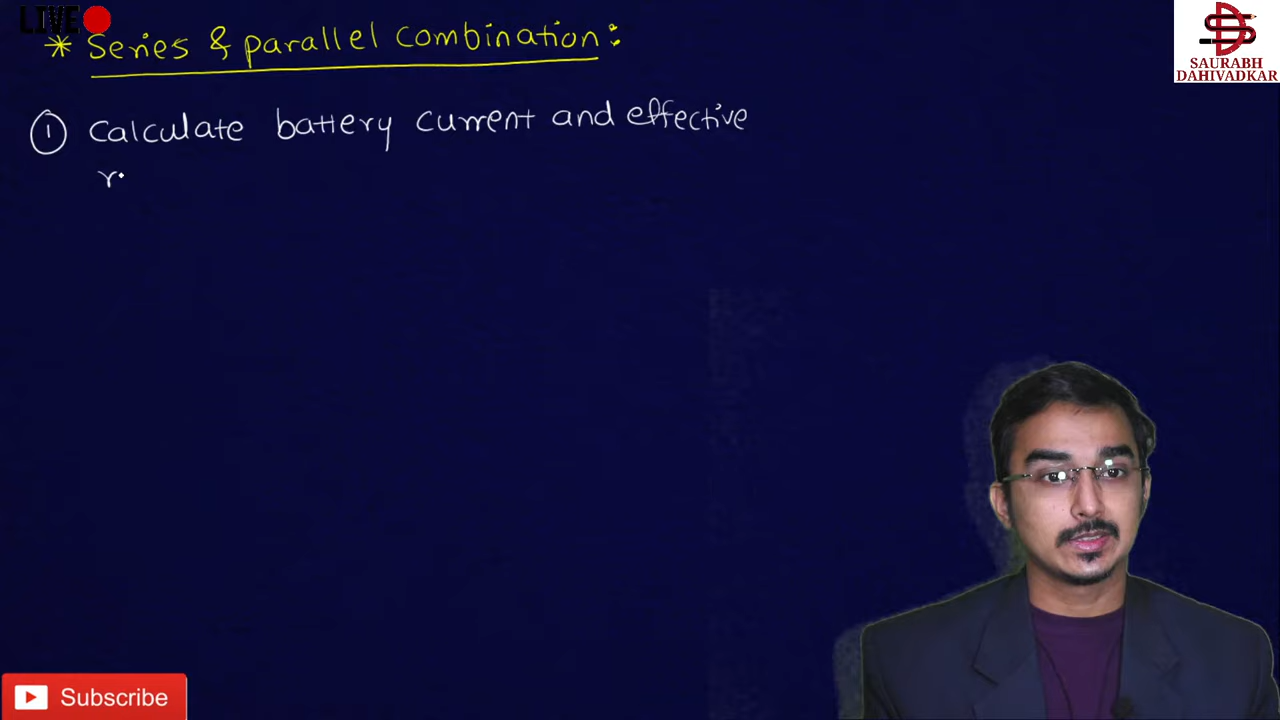 LIVE
* Series & parallel combination:
SAURABH
DAHIVADKAR
① Calculate battery current and effective
r
Subscribe